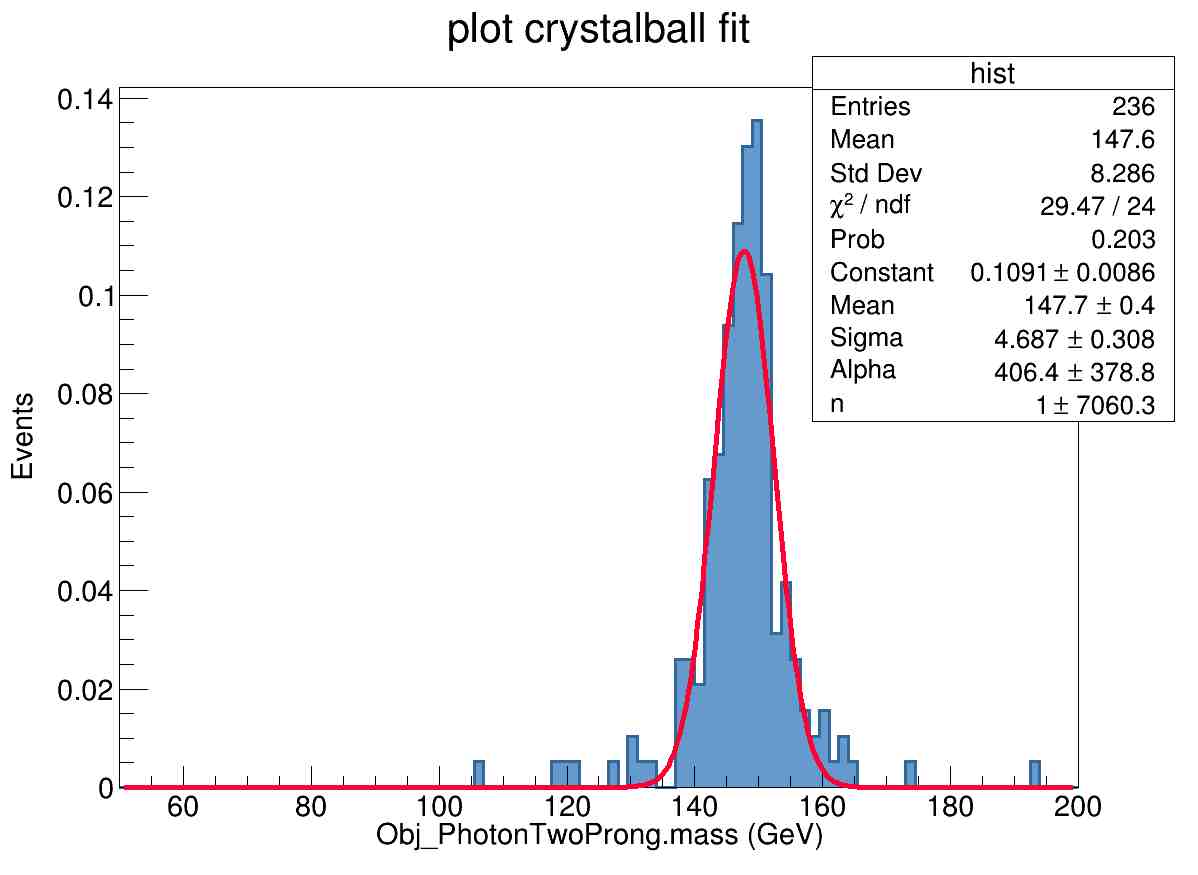 plot crystalball fit
hist
Entries 236
Mean 147.6
Std Dev 8.286
χ² / ndf 29.47 / 24
Prob 0.203
Constant 0.1091 ± 0.0086
Mean 147.7 ± 0.4
Sigma 4.687 ± 0.308
Alpha 406.4 ± 378.8
n 1 ± 7060.3
Events
0.14
0.12
0.1
0.08
0.06
0.04
0.02
0
60 80 100 120 140 160 180 200
Obj_PhotonTwoProng.mass (GeV)